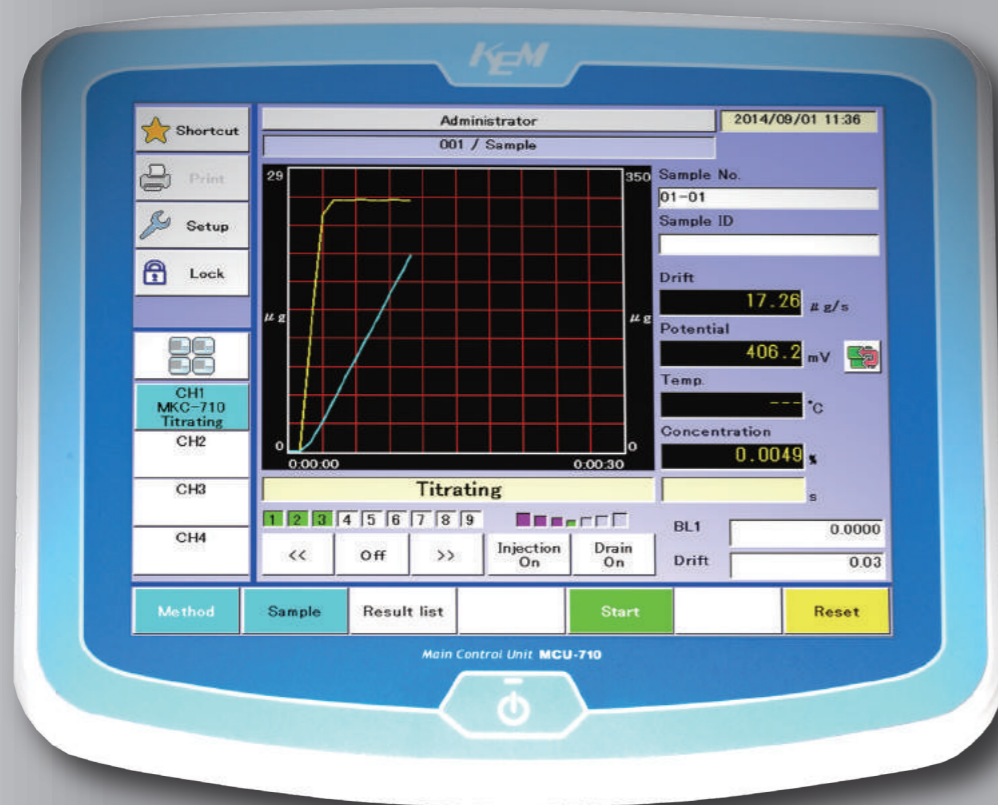 KEM
Shortcut
Print
Setup
Lock
CH1
MKC-710
Titrating
CH2
CH3
CH4
Administrator
2014/09/01 11:36
001 / Sample
29
350
μg
μg
0
0
0:00:00
0:00:30
Sample No.
01-01
Sample ID
Drift
17.26 μg/s
Potential
406.2 mV
Temp.
--- °C
Concentration
0.0049 %
Titrating
s
1 2 3 4 5 6 7 8 9
<< Off >> Injection On Drain On
BL1 0.0000
Drift 0.03
Method Sample Result list Start Reset
Main Control Unit MCU-710